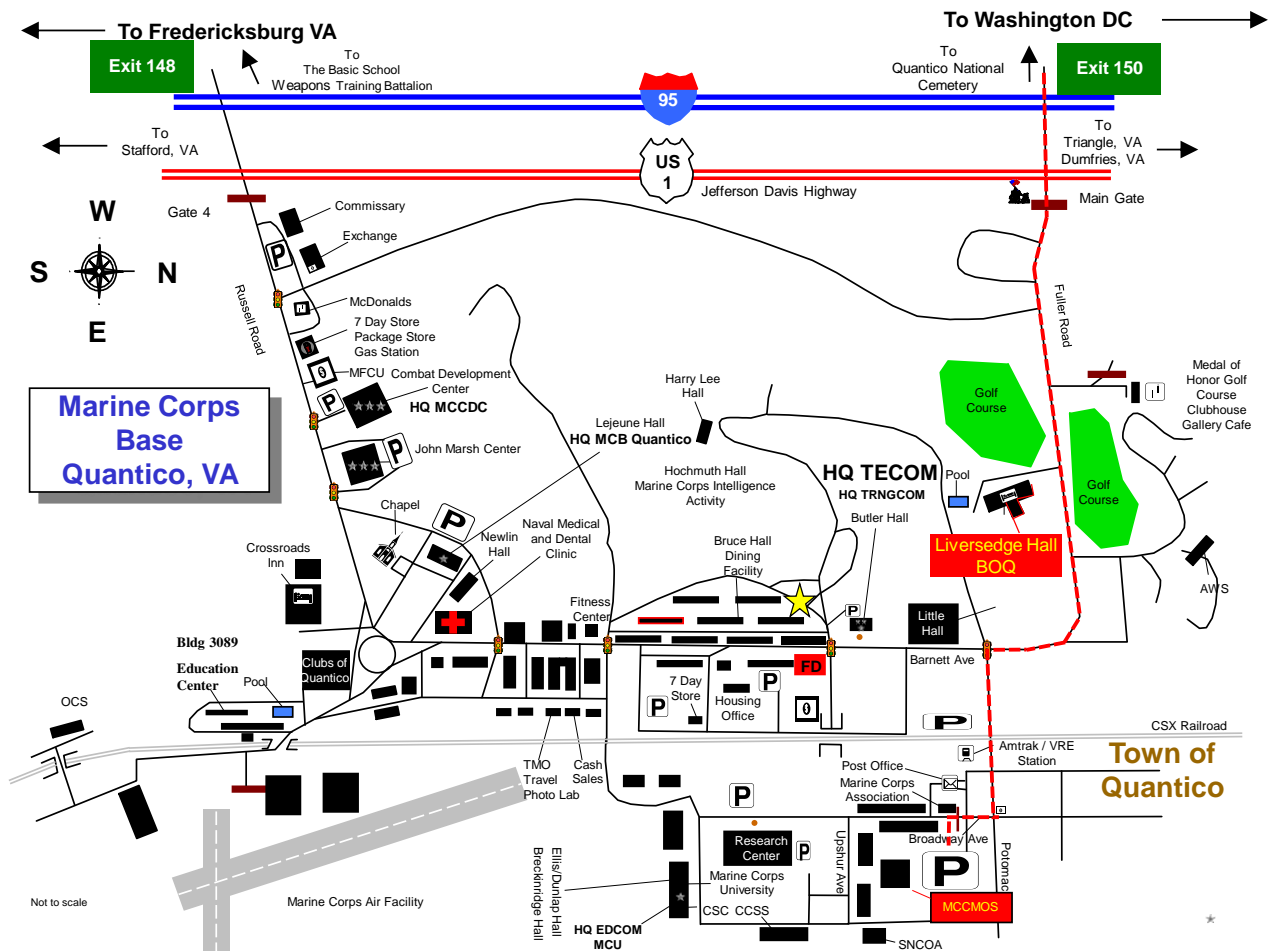 To Fredericksburg VA
To Washington DC
Exit 148
To
The Basic School
Weapons Training Battalion
To
Quantico National
Cemetery
Exit 150
95
To
Stafford, VA
US
1
Jefferson Davis Highway
To
Triangle, VA
Dumfries, VA
Gate 4
Main Gate
W
S
N
E
Commissary
P
Exchange
Russell Road
Fuller Road
McDonalds
7 Day Store
Package Store
Gas Station
MFCU
Combat Development
Center
HQ MCCDC
P
Marine Corps
Base
Quantico, VA
Harry Lee
Hall
Lejeune Hall
HQ MCB Quantico
John Marsh Center
P
Golf
Course
Medal of
Honor Golf
Course
Clubhouse
Gallery Cafe
Hochmuth Hall
Marine Corps Intelligence
Activity
HQ TECOM
HQ TRNGCOM
Butler Hall
Pool
Golf
Course
Chapel
P
Newlin
Hall
Naval Medical
and Dental
Clinic
Bruce Hall
Dining
Facility
Liversedge Hall
BOQ
Crossroads
Inn
Fitness
Center
P
Little
Hall
AWS
Bldg 3089
Education
Center
Pool
Clubs of
Quantico
Barnett Ave
FD
7 Day
Store
P
Housing
Office
P
OCS
P
CSX Railroad
Amtrak / VRE
Station
Town of
Quantico
TMO
Travel
Photo Lab
Cash
Sales
P
Post Office
Marine Corps
Association
Broadway Ave
Potomac
Research
Center
P
Upshur Ave
P
Ellis/Dunlap Hall
Breckinridge Hall
Marine Corps
University
CSC CCSS
MCCMOS
Not to scale
Marine Corps Air Facility
HQ EDCOM
MCU
SNCOA